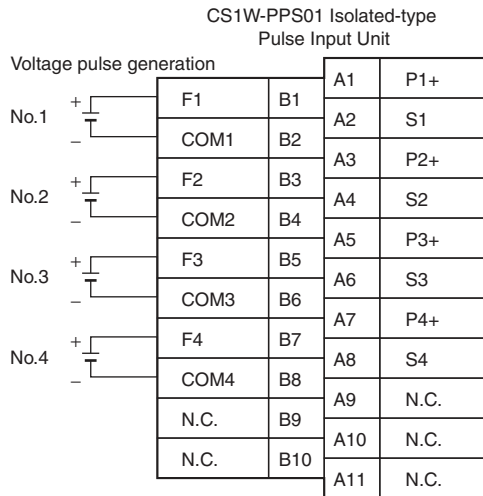 CS1W-PPS01 Isolated-type
Pulse Input Unit
Voltage pulse generation
A1 P1+
No.1 + F1 B1
A2 S1
− COM1 B2
A3 P2+
No.2 + F2 B3
A4 S2
− COM2 B4
A5 P3+
No.3 + F3 B5
A6 S3
− COM3 B6
A7 P4+
No.4 + F4 B7
A8 S4
− COM4 B8
A9 N.C.
N.C. B9
A10 N.C.
N.C. B10
A11 N.C.